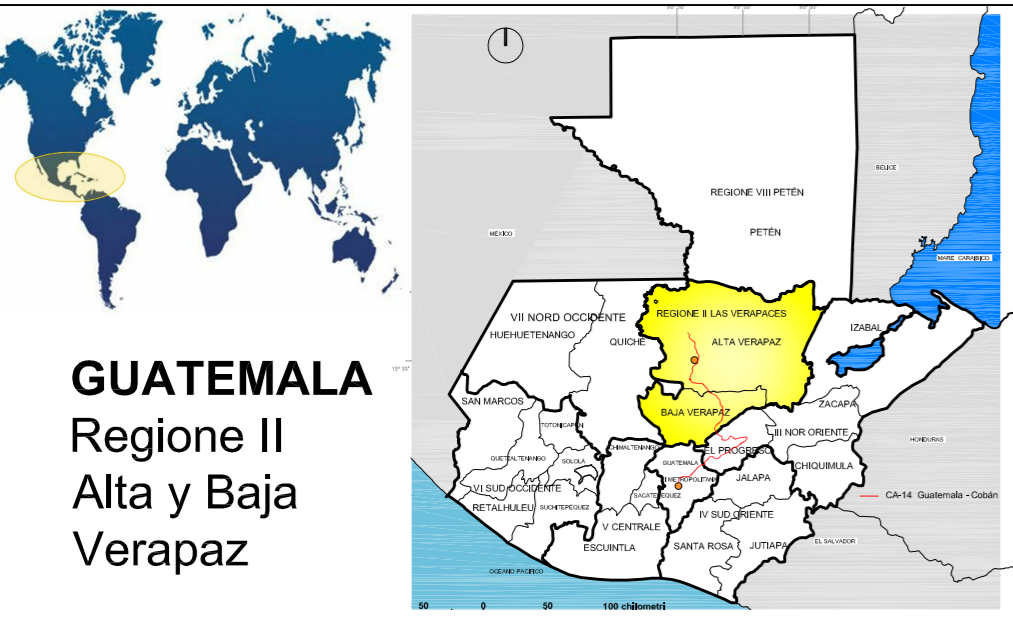 GUATEMALA
Regione II
Alta y Baja
Verapaz
REGIONE VIII PETÉN
PETÉN
BELICE
MÉXICO
MARE CARAIBICO
REGIONE II LAS VERAPACES
ALTA VERAPAZ
IZABAL
VII NORD OCCIDENTE
HUEHUETENANGO
QUICHÉ
BAJA VERAPAZ
ZACAPA
SAN MARCOS
TOTONICAPÁN
III NOR ORIENTE
HONDURAS
CHIMALTENANGO
EL PROGRESO
QUETZALTENANGO
SOLOLÁ
GUATEMALA
CHIQUIMULA
I METROPOLITANA
JALAPA
VI SUD OCCIDENTE
SACATEPÉQUEZ
CA-14 Guatemala - Cobán
RETALHULEU
SUCHITEPÉQUEZ
IV SUD ORIENTE
V CENTRALE
ESCUINTLA
SANTA ROSA
JUTIAPA
EL SALVADOR
OCEANO PACIFICO
50 0 50 100 chilometri